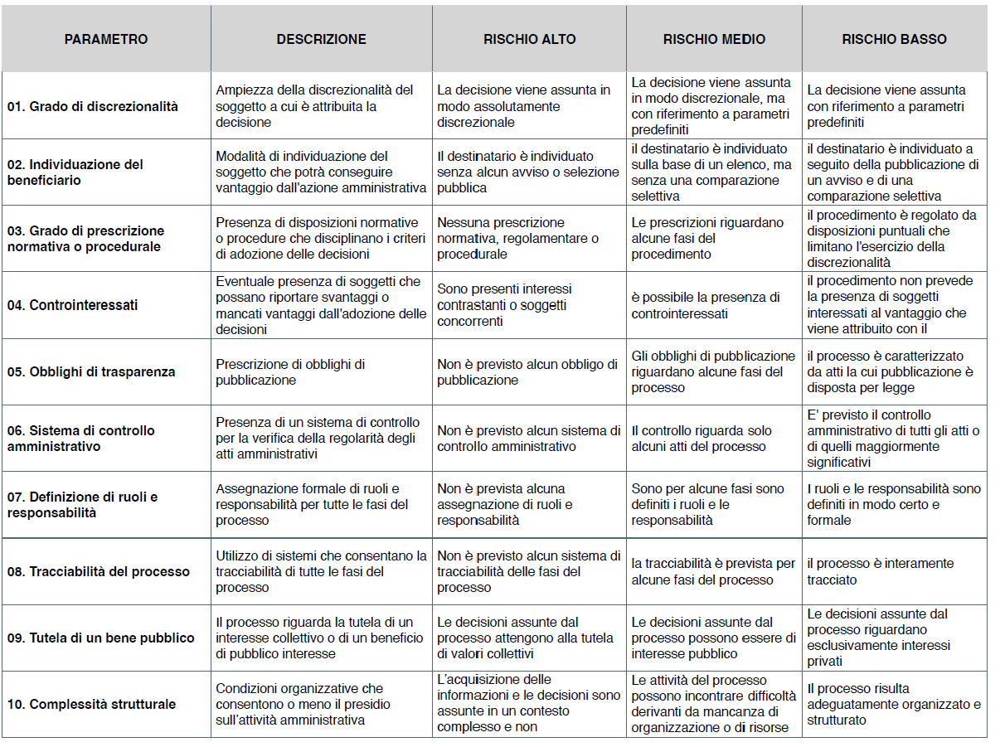 PARAMETRO
DESCRIZIONE
RISCHIO ALTO
RISCHIO MEDIO
RISCHIO BASSO
01. Grado di discrezionalità
Ampiezza della discrezionalità del
soggetto a cui è attribuita la
decisione
La decisione viene assunta in
modo assolutamente
discrezionale
La decisione viene assunta
in modo discrezionale, ma
con riferimento a parametri
predefiniti
La decisione viene assunta
con riferimento a parametri
predefiniti
02. Individuazione del
beneficiario
Modalità di individuazione del
soggetto che potrà conseguire
vantaggio dall'azione amministrativa
Il destinatario è individuato
senza alcun avviso o selezione
pubblica
il destinatario è individuato
sulla base di un elenco, ma
senza una comparazione
selettiva
il destinatario è individuato a
seguito della pubblicazione di
un avviso e di una
comparazione selettiva
03. Grado di prescrizione
normativa o procedurale
Presenza di disposizioni normative
o procedure che disciplinano i criteri
di adozione delle decisioni
Nessuna prescrizione
normativa, regolamentare o
procedurale
Le prescrizioni riguardano
alcune fasi del
procedimento
il procedimento è regolato da
disposizioni puntuali che
limitano l'esercizio della
discrezionalità
04. Controinteressati
Eventuale presenza di soggetti che
possano riportare svantaggi o
mancati vantaggi dall'adozione delle
decisioni
Sono presenti interessi
contrastanti o soggetti
concorrenti
è possibile la presenza di
controinteressati
il procedimento non prevede
la presenza di soggetti
interessati al vantaggio che
viene attribuito con il
05. Obblighi di trasparenza
Prescrizione di obblighi di
pubblicazione
Non è previsto alcun obbligo di
pubblicazione
Gli obblighi di pubblicazione
riguardano alcune fasi del
processo
il processo è caratterizzato
da atti la cui pubblicazione è
disposta per legge
06. Sistema di controllo
amministrativo
Presenza di un sistema di controllo
per la verifica della regolarità degli
atti amministrativi
Non è previsto alcun sistema di
controllo amministrativo
Il controllo riguarda solo
alcuni atti del processo
E' previsto il controllo
amministrativo di tutti gli atti o
di quelli maggiormente
significativi
07. Definizione di ruoli e
responsabilità
Assegnazione formale di ruoli e
responsabilità per tutte le fasi del
processo
Non è prevista alcuna
assegnazione di ruoli e
responsabilità
Sono per alcune fasi sono
definiti i ruoli e le
responsabilità
I ruoli e le responsabilità sono
definiti in modo certo e
formale
08. Tracciabilità del processo
Utilizzo di sistemi che consentano la
tracciabilità di tutte le fasi del
processo
Non è previsto alcun sistema di
tracciabilità delle fasi del
processo
la tracciabilità è prevista per
alcune fasi del processo
il processo è interamente
tracciato
09. Tutela di un bene pubblico
Il processo riguarda la tutela di un
interesse collettivo o di un beneficio
di pubblico interesse
Le decisioni assunte dal
processo attengono alla tutela
di valori collettivi
Le decisioni assunte dal
processo possono essere di
interesse pubblico
Le decisioni assunte dal
processo riguardano
esclusivamente interessi
privati
10. Complessità strutturale
Condizioni organizzative che
consentono o meno il presidio
sull'attività amministrativa
L'acquisizione delle
informazioni e le decisioni sono
assunte in un contesto
complesso e non
Le attività del processo
possono incontrare difficoltà
derivanti da mancanza di
organizzazione o di risorse
Il processo risulta
adeguatamente organizzato e
strutturato